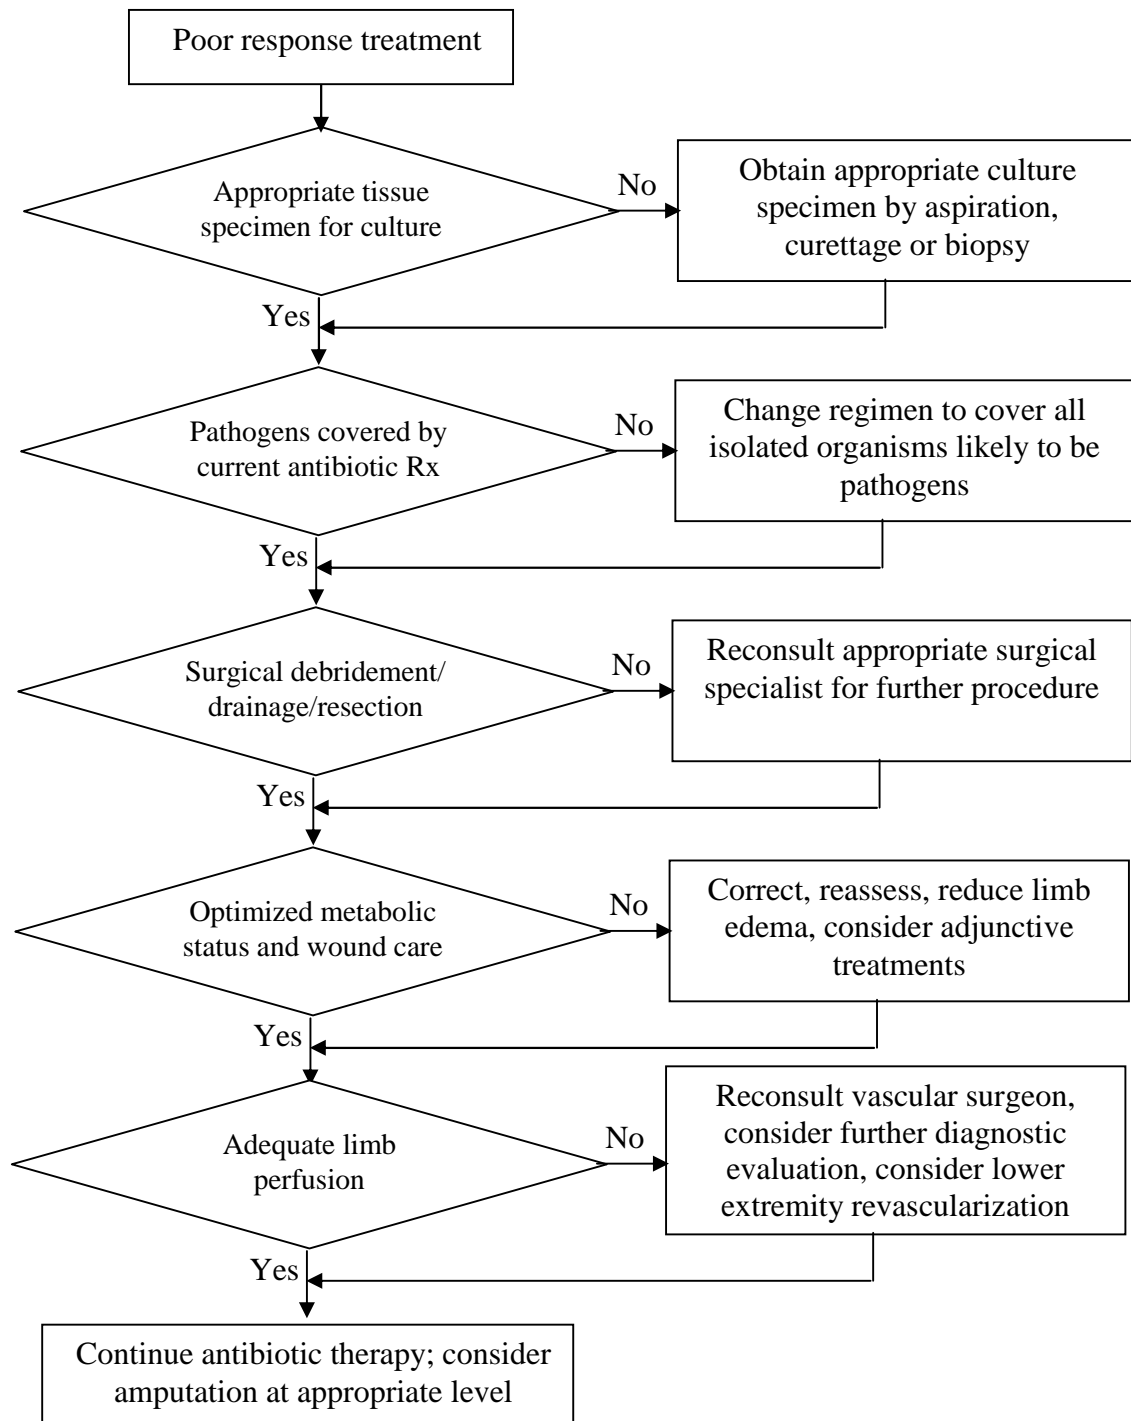 Poor response treatment
Appropriate tissue
specimen for culture
No
Obtain appropriate culture
specimen by aspiration,
curettage or biopsy
Yes
Pathogens covered by
current antibiotic Rx
No
Change regimen to cover all
isolated organisms likely to be
pathogens
Yes
Surgical debridement/
drainage/resection
No
Reconsult appropriate surgical
specialist for further procedure
Yes
Optimized metabolic
status and wound care
No
Correct, reassess, reduce limb
edema, consider adjunctive
treatments
Yes
Adequate limb
perfusion
No
Reconsult vascular surgeon,
consider further diagnostic
evaluation, consider lower
extremity revascularization
Yes
Continue antibiotic therapy; consider
amputation at appropriate level